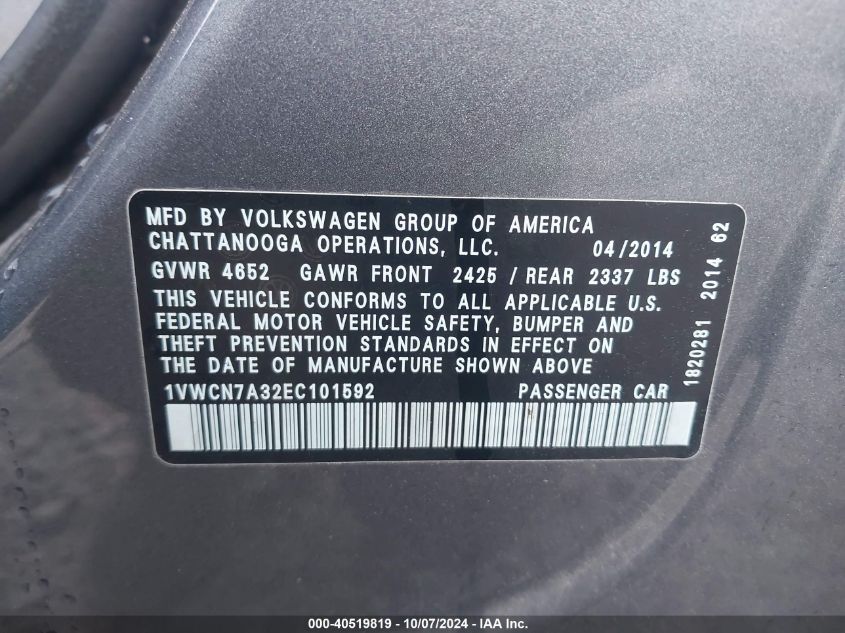 MFD BY VOLKSWAGEN GROUP OF AMERICA
CHATTANOOGA OPERATIONS, LLC. 04/2014
GVWR 4652 GAWR FRONT 2425 / REAR 2337 LBS
THIS VEHICLE CONFORMS TO ALL APPLICABLE U.S.
FEDERAL MOTOR VEHICLE SAFETY, BUMPER AND
THEFT PREVENTION STANDARDS IN EFFECT ON
THE DATE OF MANUFACTURE SHOWN ABOVE
1VWCN7A32EC101592 PASSENGER CAR
1820281 2014 62
000-40519819 - 10/07/2024 - IAA Inc.